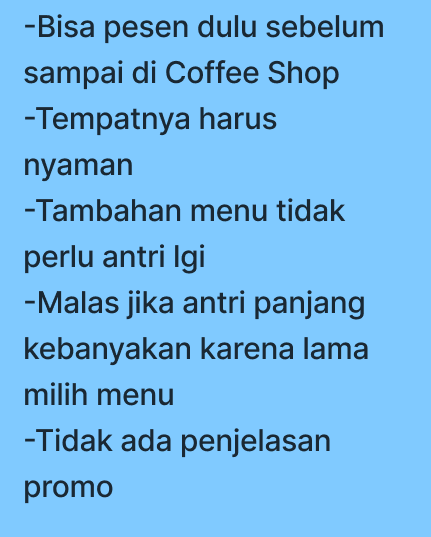 -Bisa pesen dulu sebelum
sampai di Coffee Shop
-Tempatnya harus
nyaman
-Tambahan menu tidak
perlu antri lgi
-Malas jika antri panjang
kebanyakan karena lama
milih menu
-Tidak ada penjelasan
promo